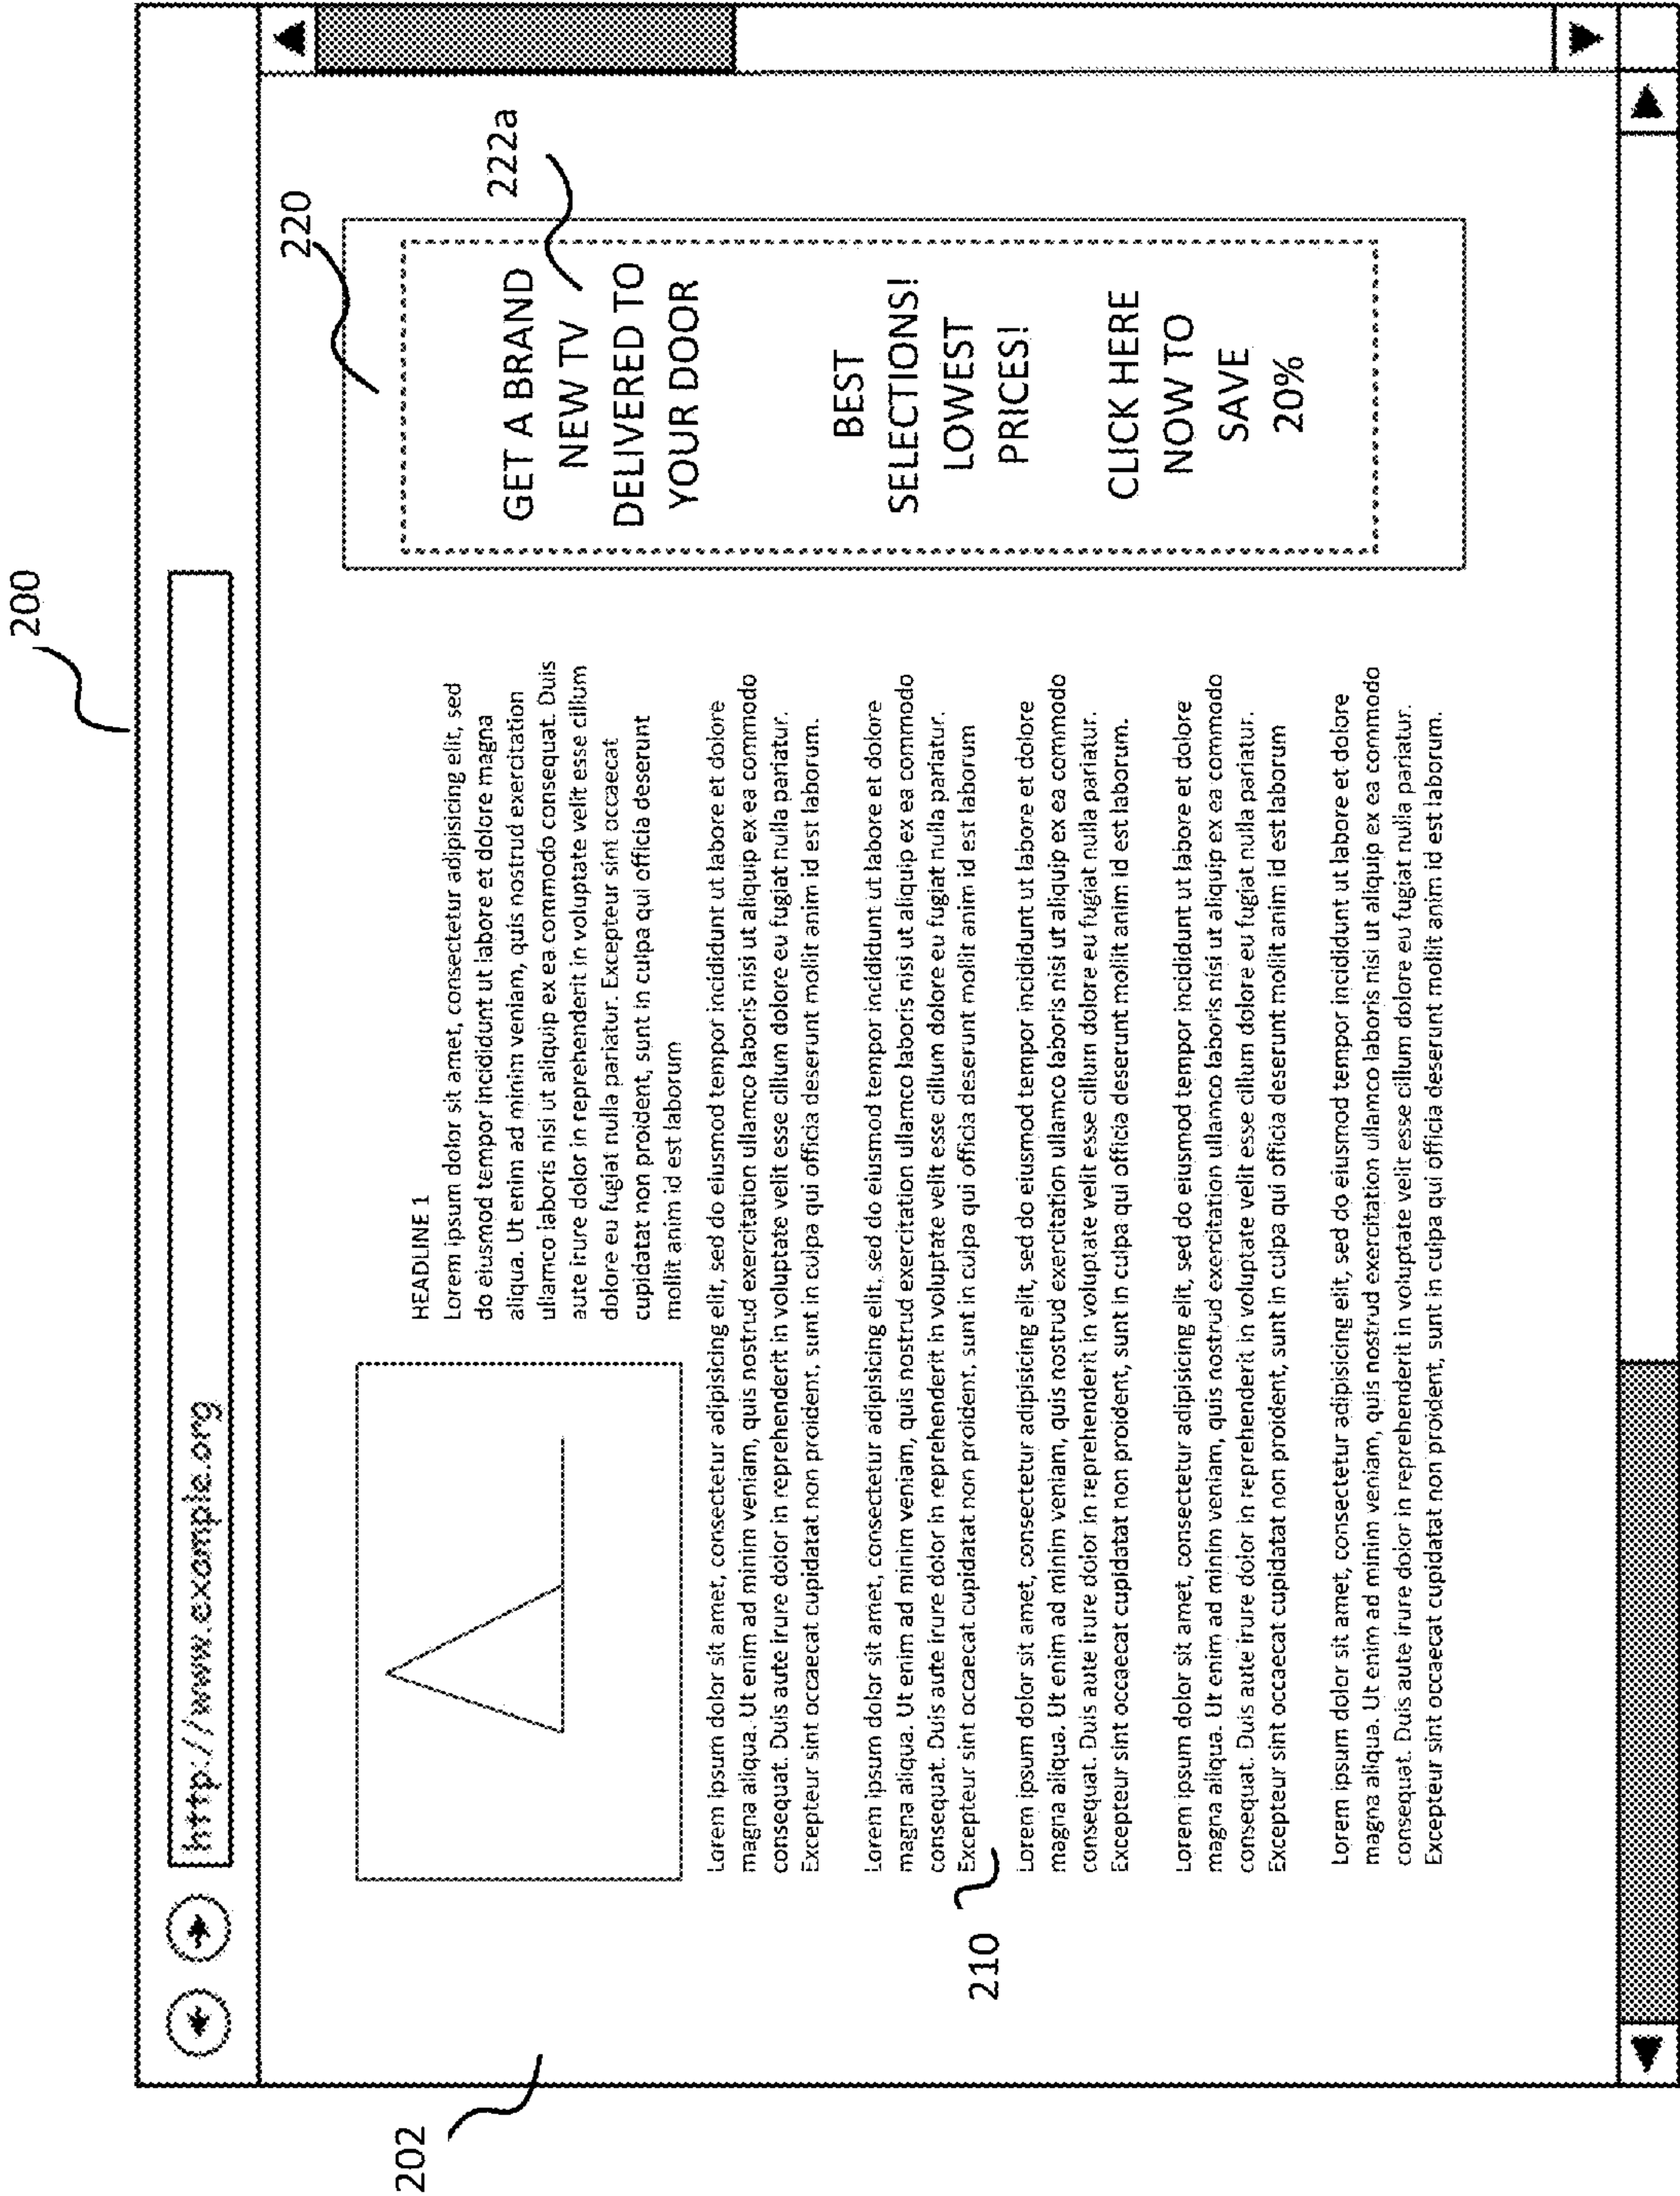 200
http://www.example.org
202
HEADLINE 1
Lorem ipsum dolor sit amet, consectetur adipisicing elit, sed
do eiusmod tempor incididunt ut labore et dolore magna
aliqua. Ut enim ad minim veniam, quis nostrud exercitation
ullamco laboris nisi ut aliquip ex ea commodo consequat. Duis
aute irure dolor in reprehenderit in voluptate velit esse cillum
dolore eu fugiat nulla pariatur. Excepteur sint occaecat
cupidatat non proident, sunt in culpa qui officia deserunt
mollit anim id est laborum
Lorem ipsum dolor sit amet, consectetur adipisicing elit, sed do eiusmod tempor incididunt ut labore et dolore
magna aliqua. Ut enim ad minim veniam, quis nostrud exercitation ullamco laboris nisi ut aliquip ex ea commodo
consequat. Duis aute irure dolor in reprehenderit in voluptate velit esse cillum dolore eu fugiat nulla pariatur.
Excepteur sint occaecat cupidatat non proident, sunt in culpa qui officia deserunt mollit anim id est laborum.
Lorem ipsum dolor sit amet, consectetur adipisicing elit, sed do eiusmod tempor incididunt ut labore et dolore
magna aliqua. Ut enim ad minim veniam, quis nostrud exercitation ullamco laboris nisi ut aliquip ex ea commodo
consequat. Duis aute irure dolor in reprehenderit in voluptate velit esse cillum dolore eu fugiat nulla pariatur.
Excepteur sint occaecat cupidatat non proident, sunt in culpa qui officia deserunt mollit anim id est laborum
210
Lorem ipsum dolor sit amet, consectetur adipisicing elit, sed do eiusmod tempor incididunt ut labore et dolore
magna aliqua. Ut enim ad minim veniam, quis nostrud exercitation ullamco laboris nisi ut aliquip ex ea commodo
consequat. Duis aute irure dolor in reprehenderit in voluptate velit esse cillum dolore eu fugiat nulla pariatur.
Excepteur sint occaecat cupidatat non proident, sunt in culpa qui officia deserunt mollit anim id est laborum.
Lorem ipsum dolor sit amet, consectetur adipisicing elit, sed do eiusmod tempor incididunt ut labore et dolore
magna aliqua. Ut enim ad minim veniam, quis nostrud exercitation ullamco laboris nisi ut aliquip ex ea commodo
consequat. Duis aute irure dolor in reprehenderit in voluptate velit esse cillum dolore eu fugiat nulla pariatur.
Excepteur sint occaecat cupidatat non proident, sunt in culpa qui officia deserunt mollit anim id est laborum
Lorem ipsum dolor sit amet, consectetur adipisicing elit, sed do eiusmod tempor incididunt ut labore et dolore
magna aliqua. Ut enim ad minim veniam, quis nostrud exercitation ullamco laboris nisi ut aliquip ex ea commodo
consequat. Duis aute irure dolor in reprehenderit in voluptate velit esse cillum dolore eu fugiat nulla pariatur.
Excepteur sint occaecat cupidatat non proident, sunt in culpa qui officia deserunt mollit anim id est laborum.
220
222a
GET A BRAND
NEW TV
DELIVERED TO
YOUR DOOR
BEST
SELECTIONS!
LOWEST
PRICES!
CLICK HERE
NOW TO
SAVE
20%